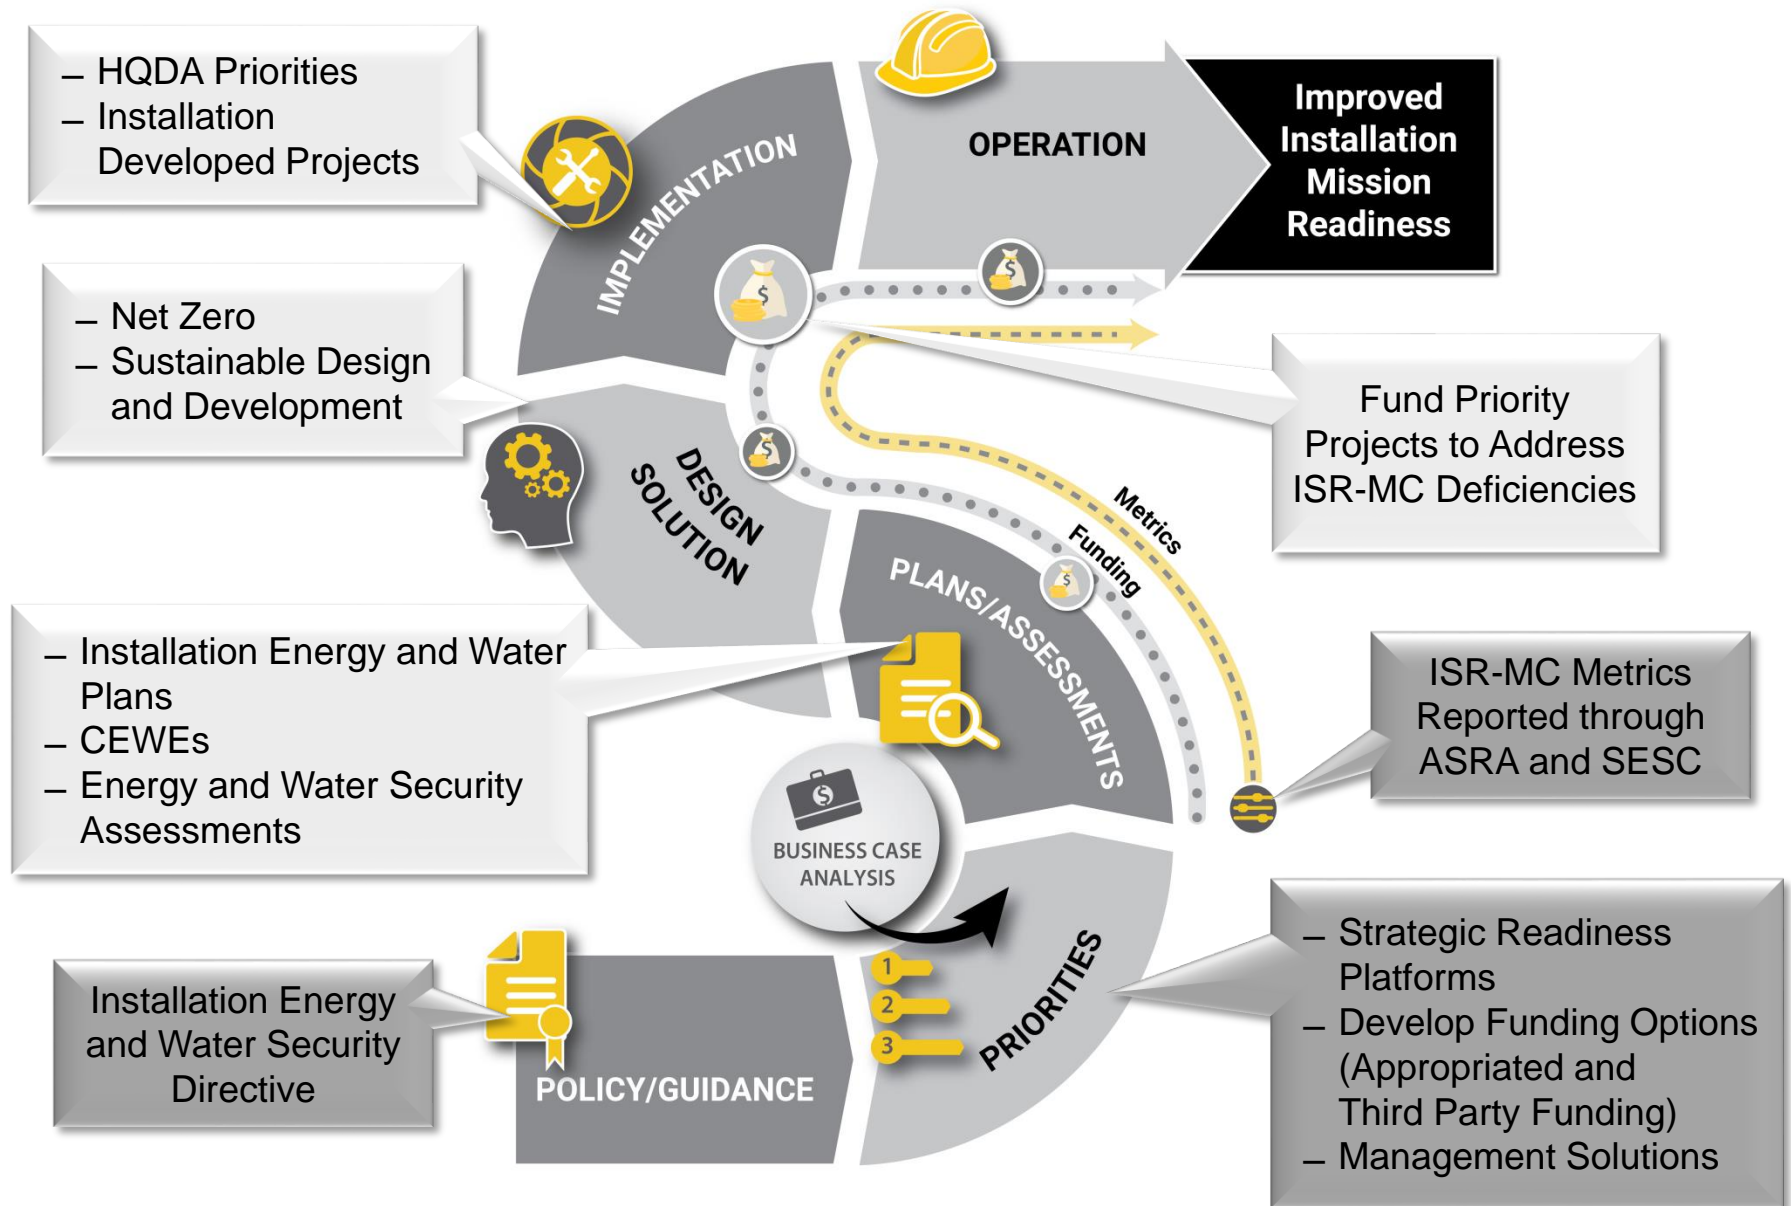 – HQDA Priorities
– Installation
Developed Projects
IMPLEMENTATION
OPERATION
Improved
Installation
Mission
Readiness
$
$
– Net Zero
– Sustainable Design
and Development
DESIGN
SOLUTION
$
Fund Priority
Projects to Address
ISR-MC Deficiencies
Metrics
Funding
$
PLANS/ASSESSMENTS
– Installation Energy and Water
Plans
– CEWEs
– Energy and Water Security
Assessments
ISR-MC Metrics
Reported through
ASRA and SESC
$
BUSINESS CASE
ANALYSIS
Installation Energy
and Water Security
Directive
POLICY/GUIDANCE
1
2
3
PRIORITIES
– Strategic Readiness
Platforms
– Develop Funding Options
(Appropriated and
Third Party Funding)
– Management Solutions